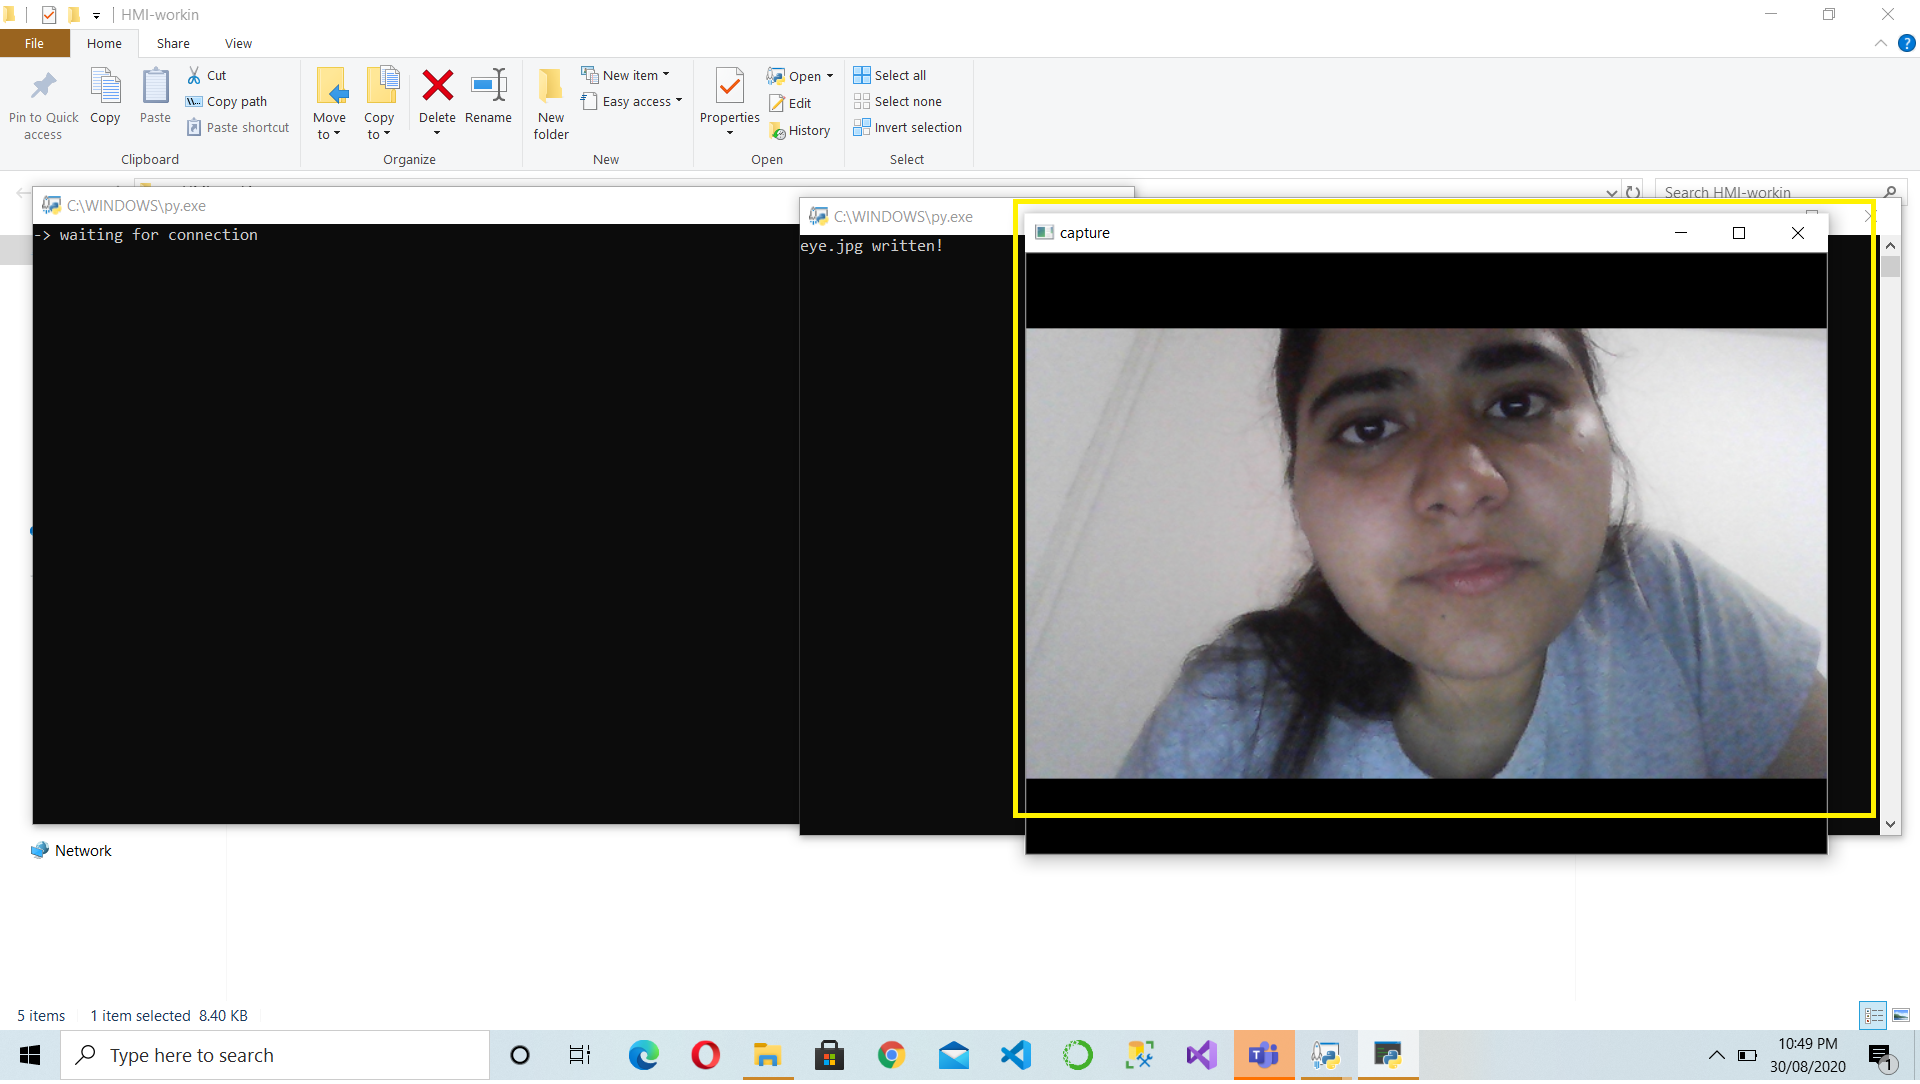 HMI-workin
File
Home
Share
View
Pin to Quick access
Copy
Paste
Cut
Copy path
Paste shortcut
Clipboard
Move to
Copy to
Delete
Rename
Organize
New folder
New item
Easy access
New
Properties
Open
Edit
History
Open
Select all
Select none
Invert selection
Select
Search HMI-workin
C:\WINDOWS\py.exe
-> waiting for connection
C:\WINDOWS\py.exe
eye.jpg written!
capture
Network
5 items
1 item selected 8.40 KB
Type here to search
10:49 PM
30/08/2020
1